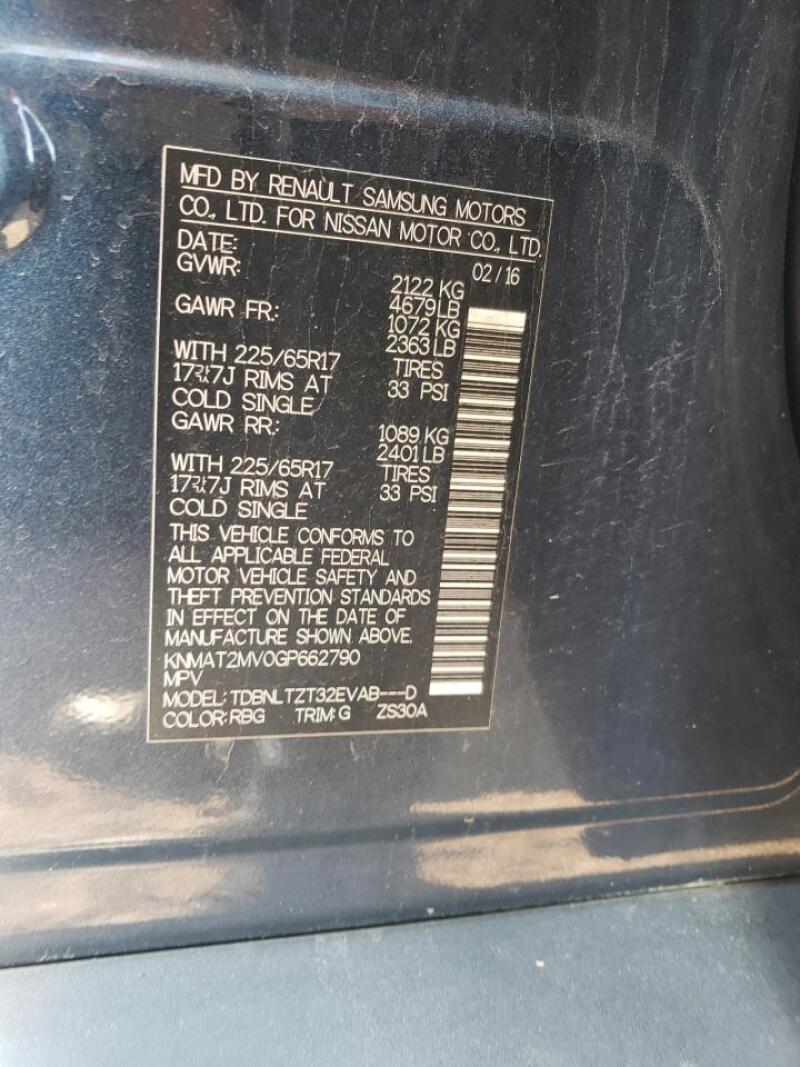 MFD BY RENAULT SAMSUNG MOTORS
CO., LTD. FOR NISSAN MOTOR CO., LTD.
DATE: 02/16
GVWR: 2122 KG
4679 LB
GAWR FR: 1072 KG
2363 LB
WITH 225/65R17 TIRES
17X7J RIMS AT 33 PSI
COLD SINGLE
GAWR RR: 1089 KG
2401 LB
WITH 225/65R17 TIRES
17X7J RIMS AT 33 PSI
COLD SINGLE
THIS VEHICLE CONFORMS TO
ALL APPLICABLE FEDERAL
MOTOR VEHICLE SAFETY AND
THEFT PREVENTION STANDARDS
IN EFFECT ON THE DATE OF
MANUFACTURE SHOWN ABOVE.
KNMAT2MV0GP662790
MPV
MODEL: TDBNLTZT32EVAB---D
COLOR: RBG TRIM: G ZS30A